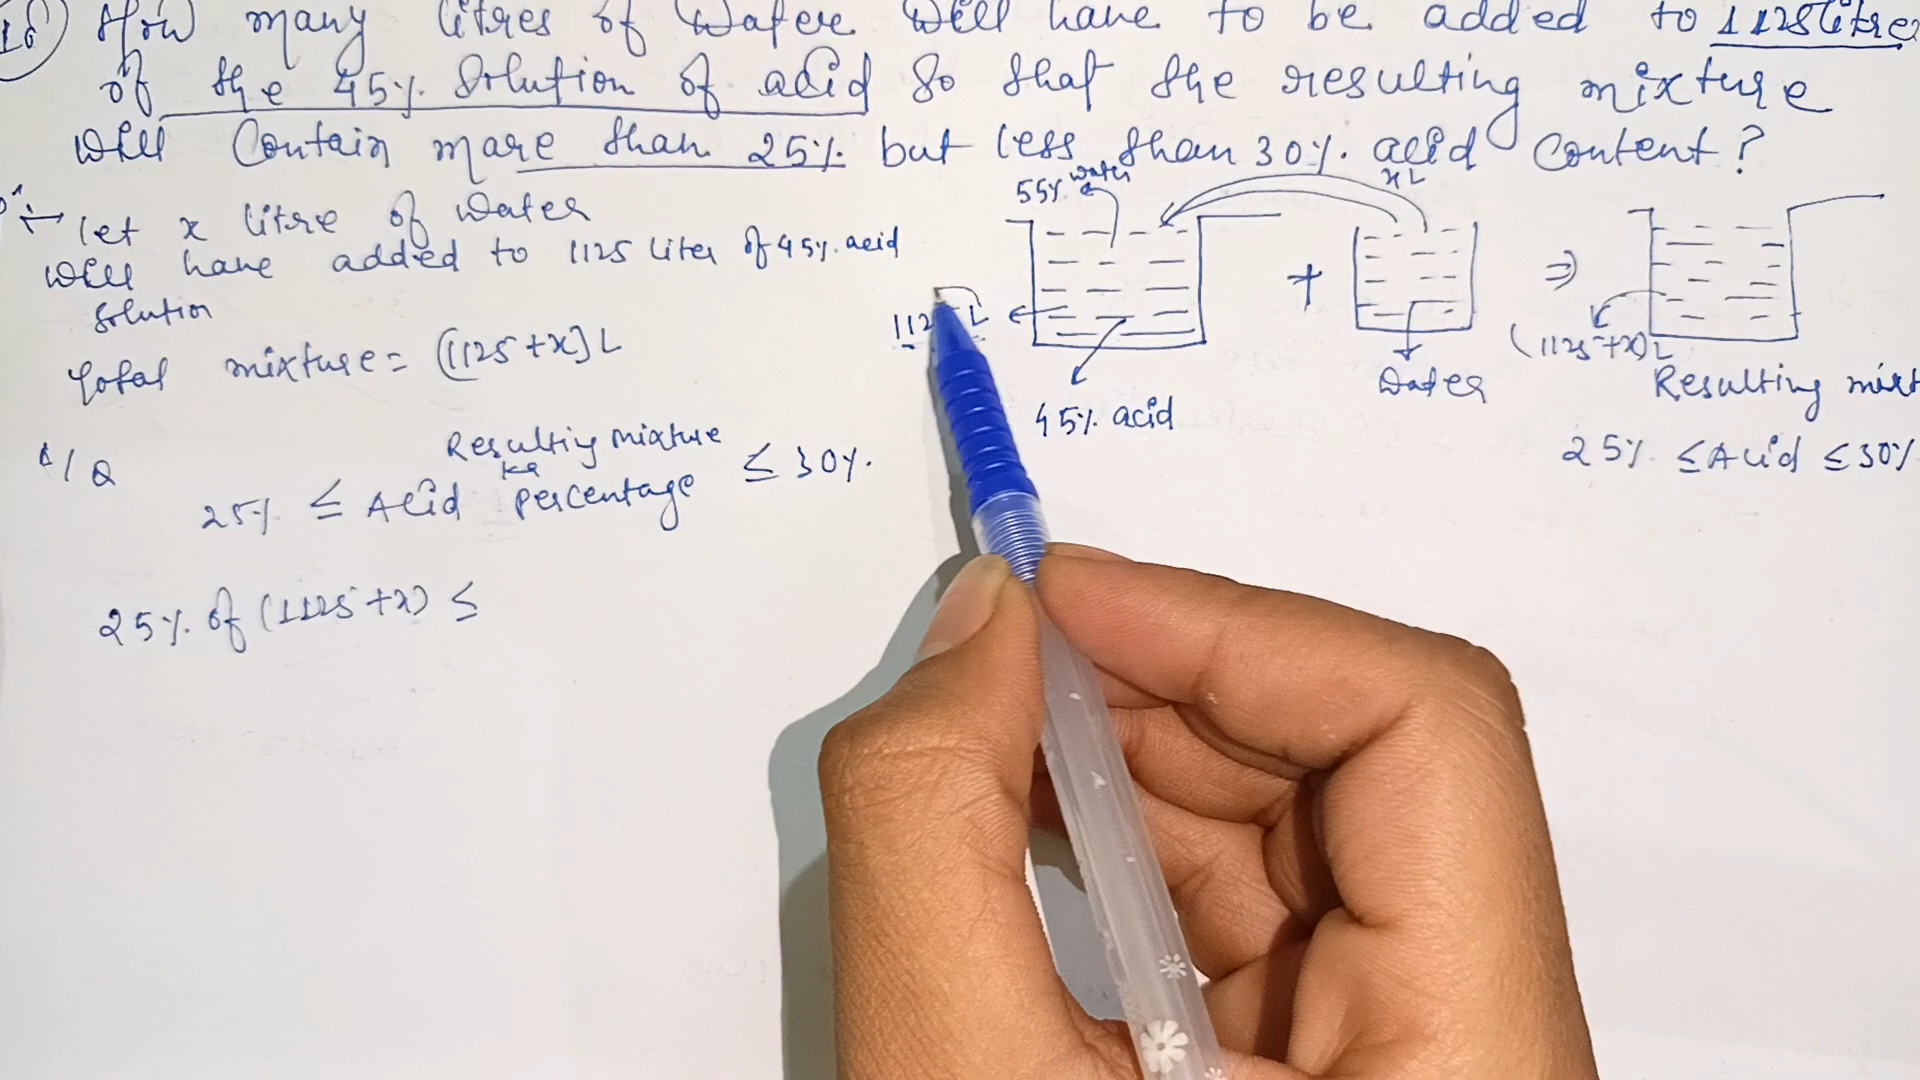 18 How many litres of water will have to be added to 1125 litres
of the 45% solution of acid so that the resulting mixture
will contain more than 25% but less than 30% acid content?
let x litre of water
will have added to 1125 liter of 45% acid
solution
Total mixture = (1125 + x) L
A/Q
Resulting mixture
ka
25% ≤ Acid percentage ≤ 30%.
25% of (1125 + x) ≤
55% water
x L
+
⇒
L
45% acid
water
(1125 + x) L
Resulting mixt
25% ≤ Acid ≤ 30%